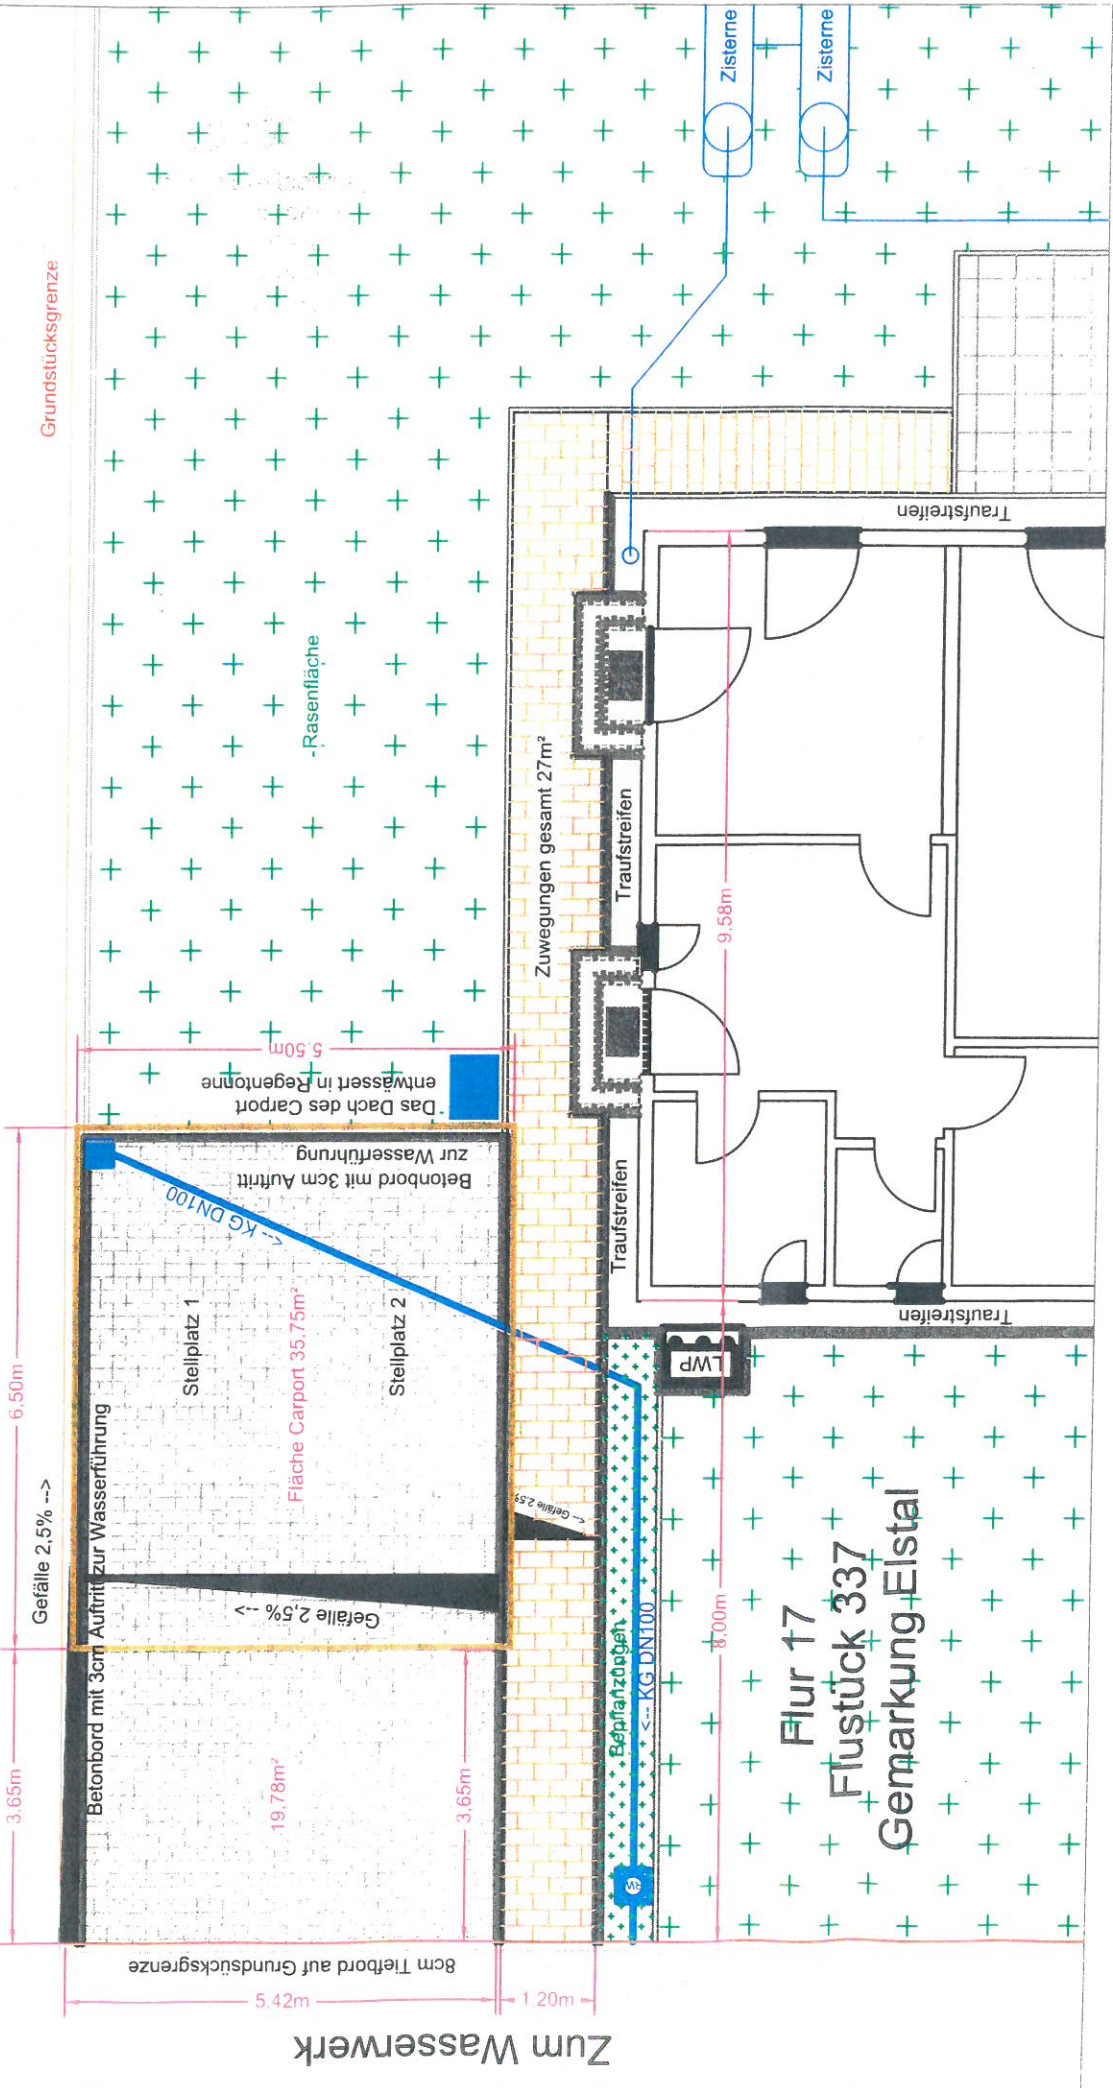 Grundstücksgrenze
Zisterne
Zisterne
-Rasenfläche
Traufstreifen
Zuwegungen gesamt 27m²
Traufstreifen
9,58m
5,50m
Das Dach des Carport
entwässert in Regentonne
Betonbord mit 3cm Auftritt
zur Wasserführung
<--- KG DN100
Stellplatz 1
Fläche Carport 35.75m²
Stellplatz 2
Traufstreifen
Traufstreifen
LWP
6,50m
Gefälle 2,5% -->
Betonbord mit 3cm Auftritt zur Wasserführung
Gefälle 2,5% -->
<-- Gefälle 2.5%
Bepflanzungen
<--- KG DN100
8,00m
Flur 17
Flustück 337
Gemarkung Elstal
3,65m
19,78m²
3,65m
RW
8cm Tiefbord auf Grundsücksgrenze
5,42m
1,20m
Zum Wasserwerk